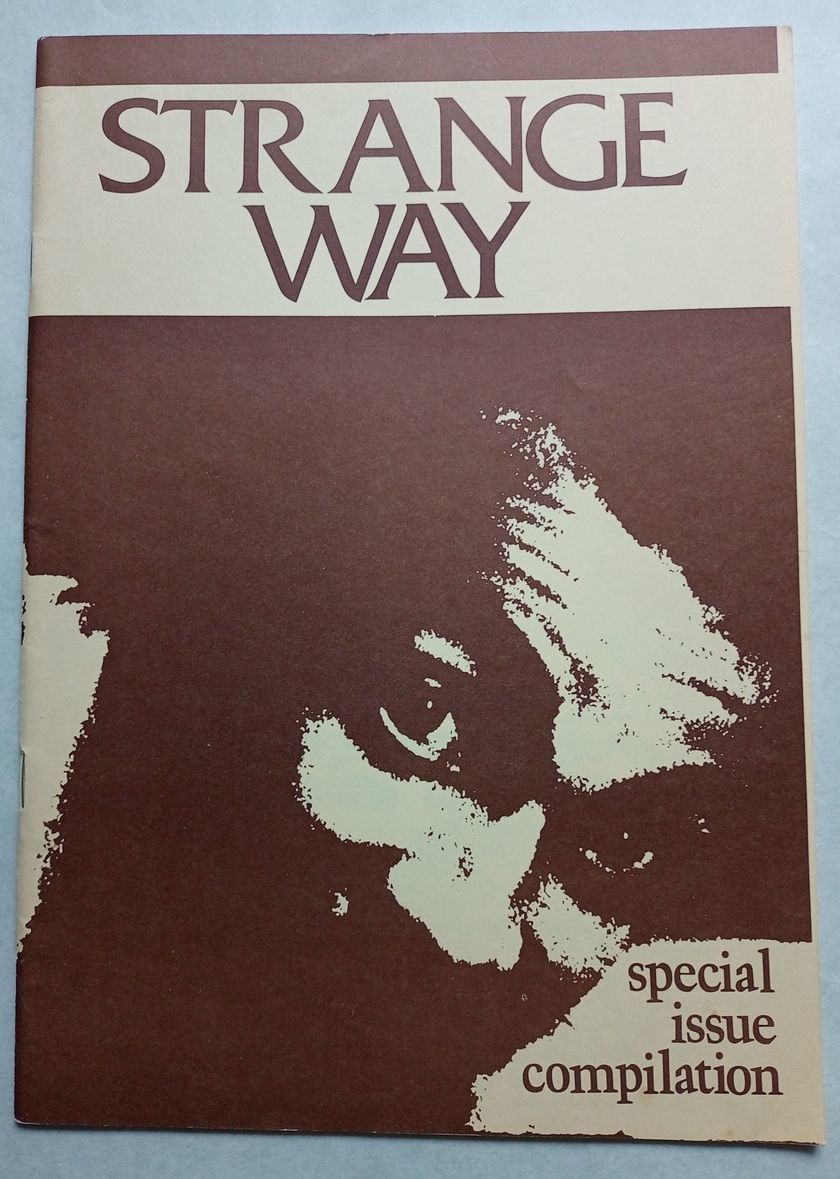 STRANGE
WAY
special
issue
compilation